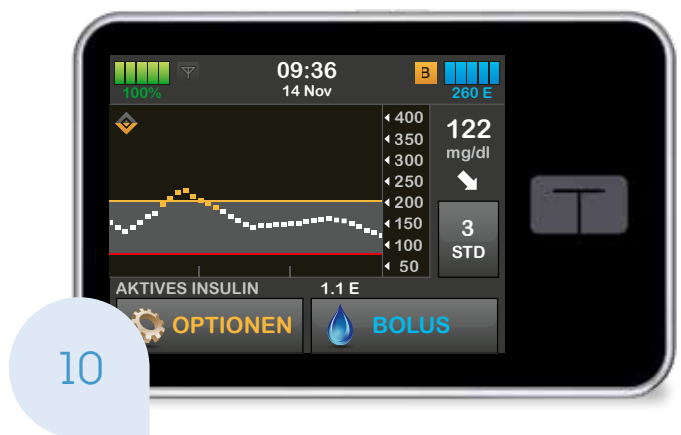 09:36
B
100%
14 Nov
260 E
400
350
300
250
200
150
100
50
122
mg/dl
3
STD
AKTIVES INSULIN 1.1 E
OPTIONEN
BOLUS
10